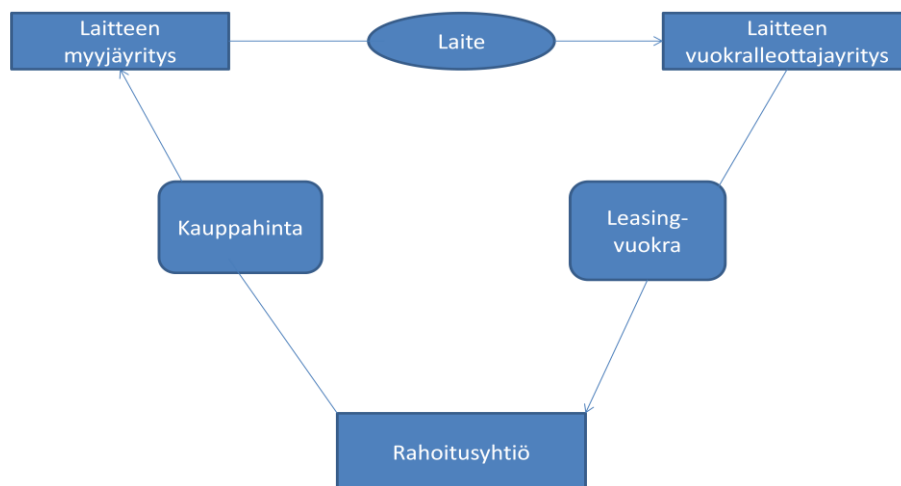 Laitteen
myyjäyritys
Laite
Laitteen
vuokralleottajayritys
Kauppahinta
Leasing-
vuokra
Rahoitusyhtiö